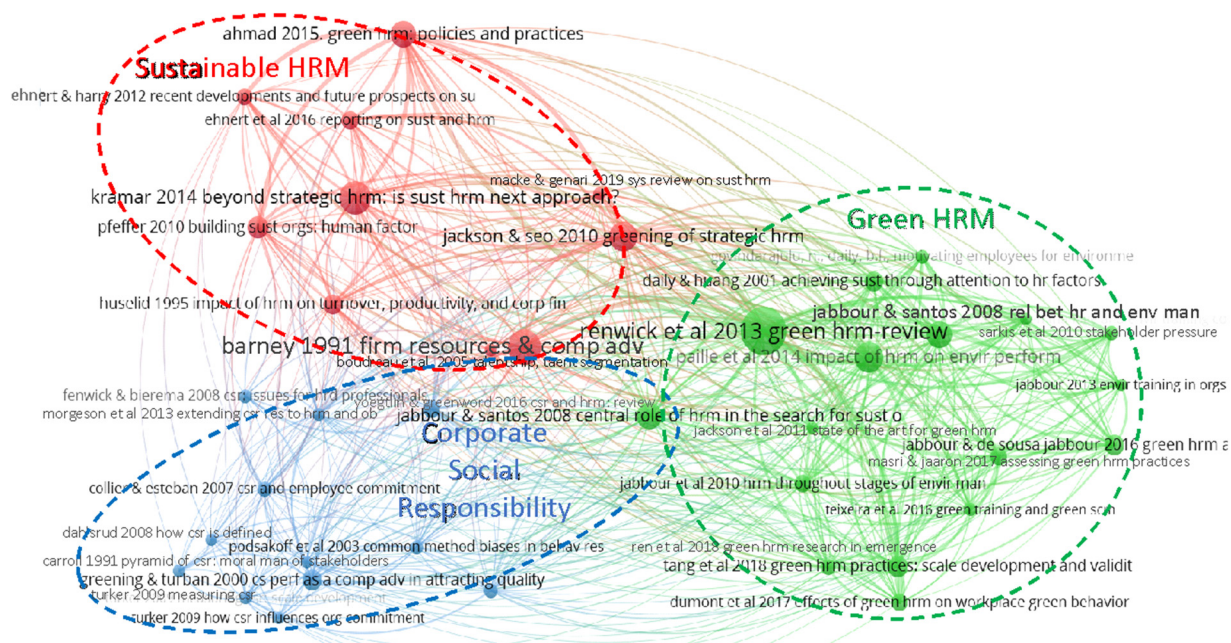 ahmad 2015. green hrm: policies and practices
Sustainable HRM
ehnert & harry 2012 recent developments and future prospects on su
ehnert et al 2016 reporting on sust and hrm
macke & genari 2019 sys review on sust hrm
kramar 2014 beyond strategic hrm: is sust hrm next approach?
pfeffer 2010 building sust orgs: human factor
jackson & seo 2010 greening of strategic hrm
Green HRM
motivating employees for environme
daily & huang 2001 achieving sust through attention to hr factors
huselid 1995 impact of hrm on turnover, productivity, and corp fin
jabbour & santos 2008 rel bet hr and env man
renwick et al 2013 green hrm-review
sarkis et al 2010 stakeholder pressure
barney 1991 firm resources & comp adv
paille et al 2014 impact of hrm on envir perform
boudreau et al 2005 talentship, taent segmentation
jabbour 2013 envir training in orgs
fenwick & bierema 2008 csr: issues for hrd professionals
voegtlin & greenword 2016 csr and hrm: review
morgeson et al 2013 extending csr res to hrm and ob
jabbour & santos 2008 central role of hrm in the search for sust o
jackson et al 2011 state of the art for green hrm
Corporate
Social
Responsibility
jabbour & de sousa jabbour 2016 green hrm a
masri & jaaron 2017 assessing green hrm practices
collier & esteban 2007 csr and employee commitment
jabbour et al 2010 hrm throughout stages of envir man
teixeira et a. 2016 green training and green sc
dahlsrud 2008 how csr is defined
podsakoff et al 2003 common method biases in behav res
ren et al 2018 green hrm research in emergence
carroll 1991 pyramid of csr: moral man of stakeholders
tang et al 2018 green hrm practices: scale development and validit
greening & turban 2000 cs perf as a comp adv in attracting quality
turker 2009 measuring csr development
dumont et al 2017 effects of green hrm on workplace green behavior
turker 2009 how csr influences org commitment